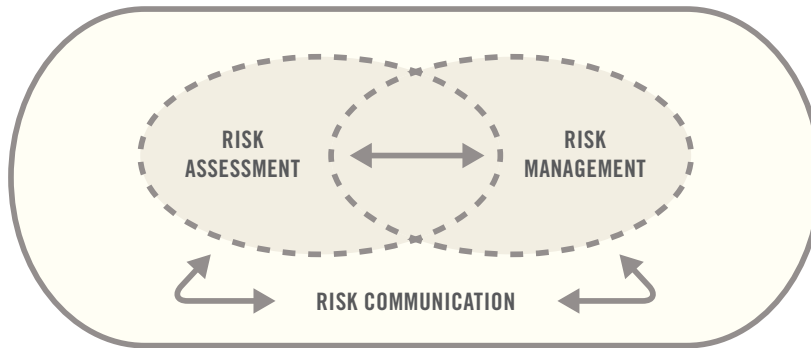 RISK
ASSESSMENT
RISK
MANAGEMENT
RISK COMMUNICATION